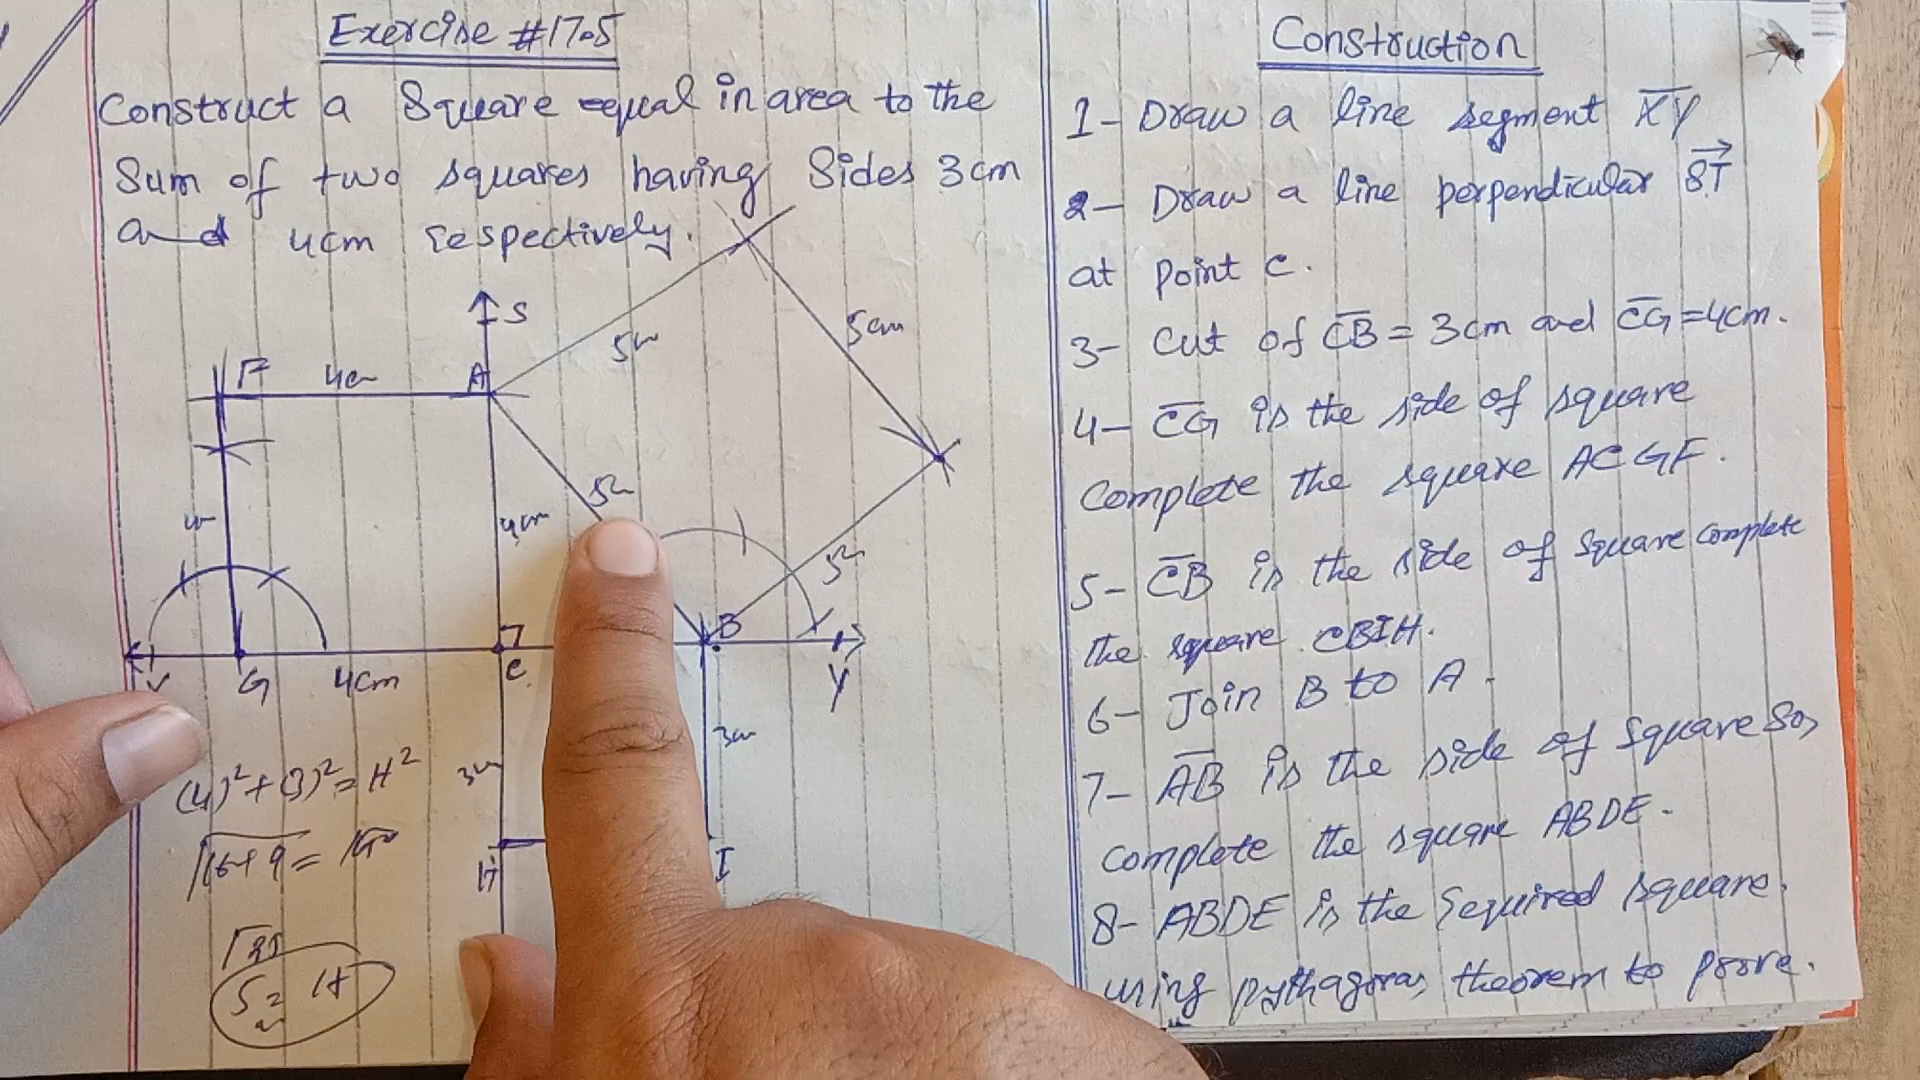 Exercise #17.5
Construct a Square equal in area to the
Sum of two squares having Sides 3cm
and 4cm respectively.
S
5cm
5cm
F
4cm
A
5cm
4cm
5cm
B
G
4cm
C
Y
3cm
3cm
(4)²+(3)²=H²
H
I
√16+9 =
√25
5 = H
Construction
1- Draw a line segment XY
2- Draw a line perpendicular ST
at point C.
3- Cut of CB = 3cm and CG = 4cm.
4- CG is the side of square
Complete the square ACGF.
5- CB is the side of square complete
the square CBIH.
6- Join B to A.
7- AB is the side of square So,
complete the square ABDE.
8- ABDE is the required square.
using pythagoras theorem to prove.